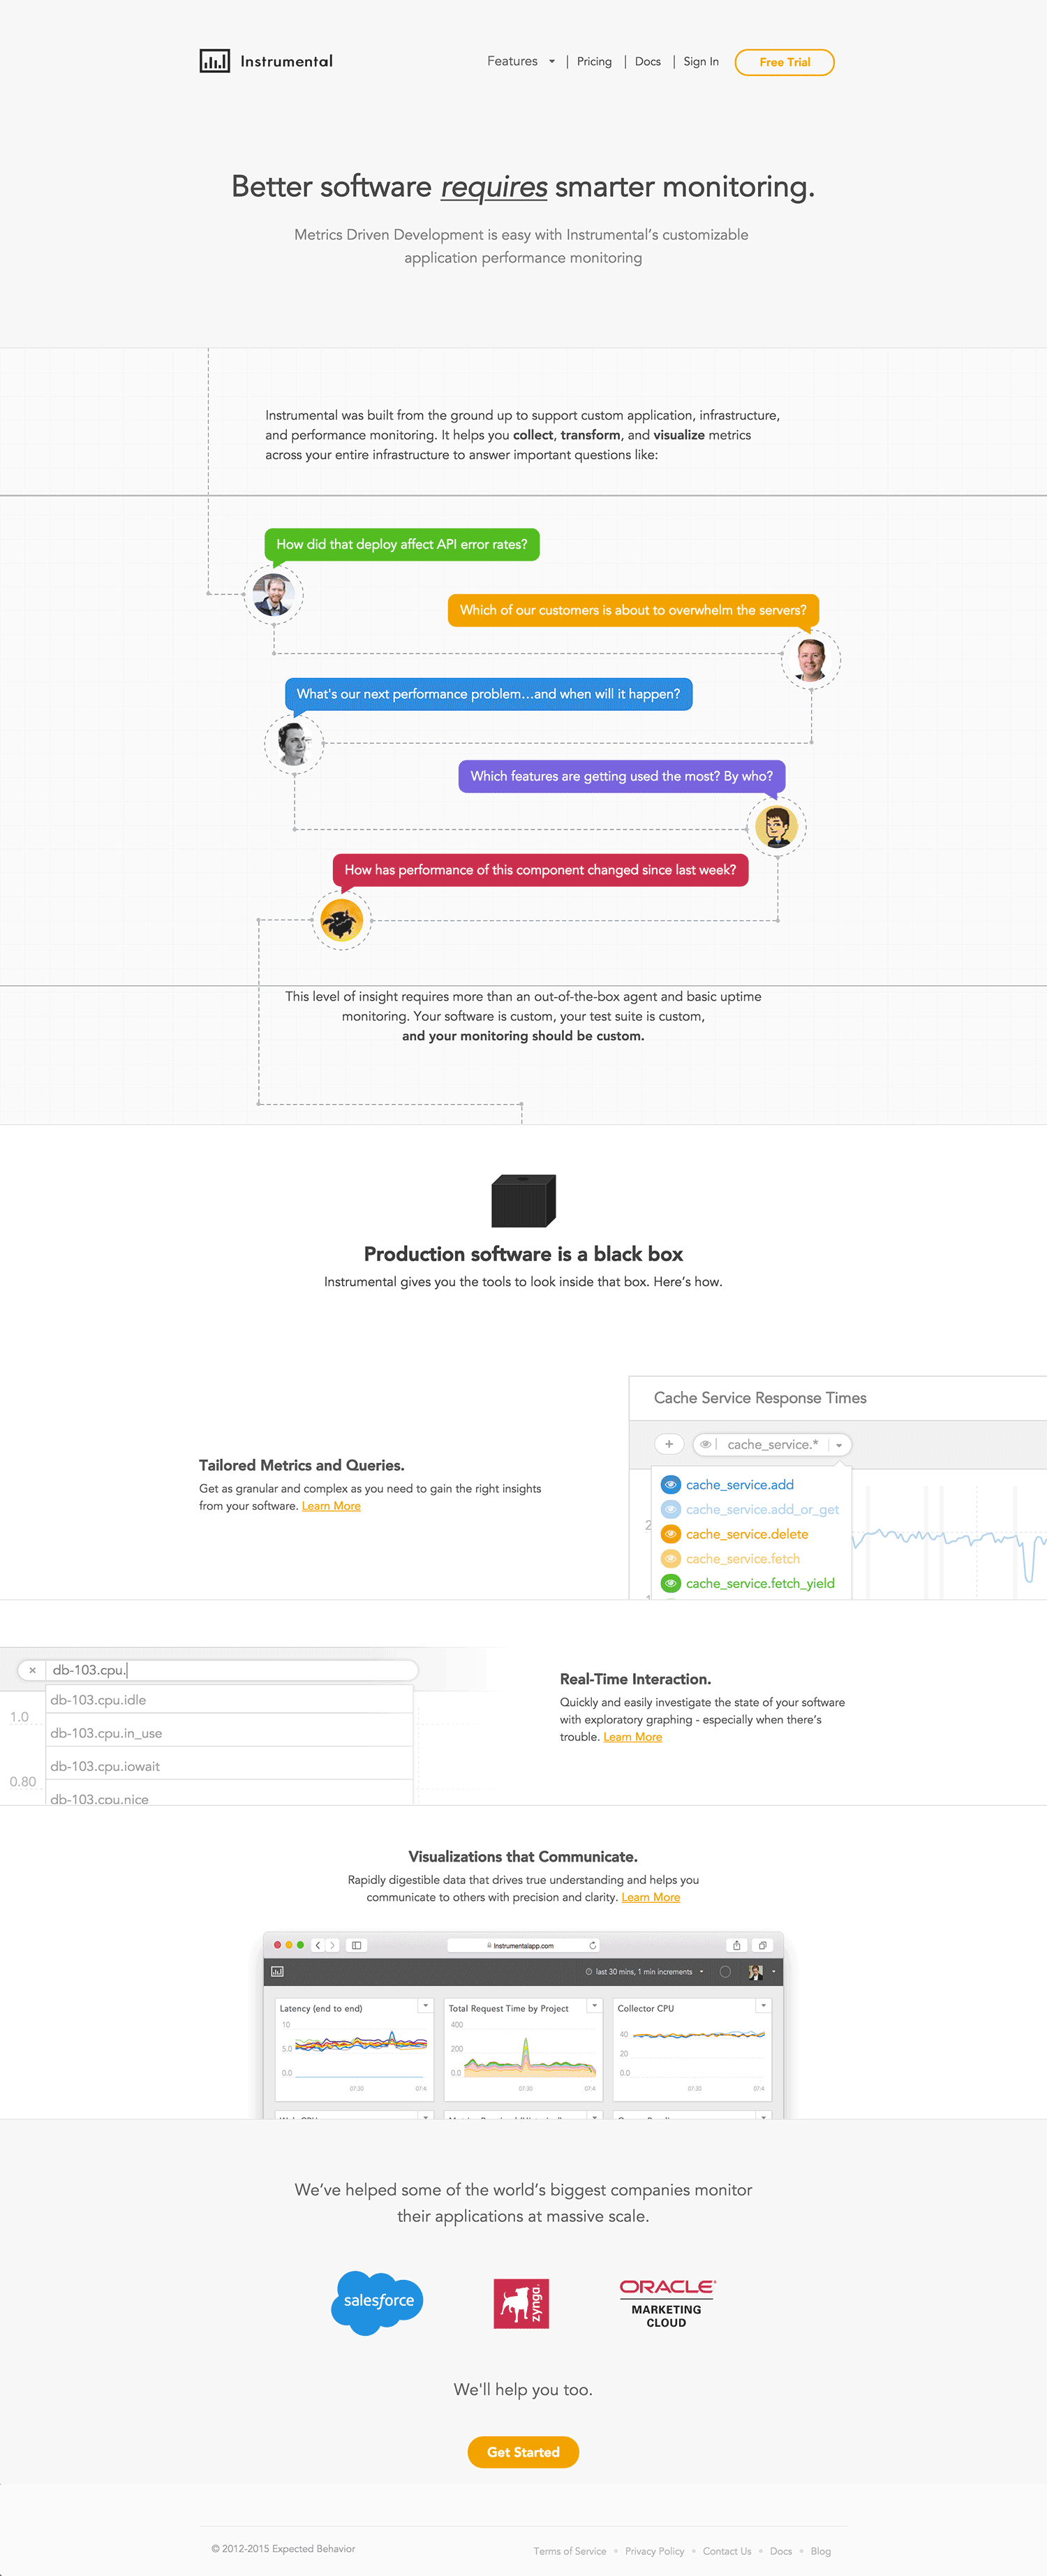 Instrumental
Features | Pricing | Docs | Sign In
Free Trial
Better software requires smarter monitoring.
Metrics Driven Development is easy with Instrumental's customizable
application performance monitoring
Instrumental was built from the ground up to support custom application, infrastructure,
and performance monitoring. It helps you collect, transform, and visualize metrics
across your entire infrastructure to answer important questions like:
How did that deploy affect API error rates?
Which of our customers is about to overwhelm the servers?
What's our next performance problem...and when will it happen?
Which features are getting used the most? By who?
How has performance of this component changed since last week?
This level of insight requires more than an out-of-the-box agent and basic uptime
monitoring. Your software is custom, your test suite is custom,
and your monitoring should be custom.
Production software is a black box
Instrumental gives you the tools to look inside that box. Here's how.
Tailored Metrics and Queries.
Get as granular and complex as you need to gain the right insights
from your software. Learn More
Cache Service Response Times
+ cache_service.*
cache_service.add
cache_service.add_or_get
2
cache_service.delete
cache_service.fetch
cache_service.fetch_yield
× db-103.cpu.
db-103.cpu.idle
1.0
db-103.cpu.in_use
db-103.cpu.iowait
0.80
db-103.cpu.nice
Real-Time Interaction.
Quickly and easily investigate the state of your software
with exploratory graphing - especially when there's
trouble. Learn More
Visualizations that Communicate.
Rapidly digestible data that drives true understanding and helps you
communicate to others with precision and clarity. Learn More
Instrumentalapp.com
last 30 mins, 1 min increments
Latency (end to end)
10
5.0
0.0
07:30 07:4
Total Request Time by Project
400
200
0.0
07:30 07:4
Collector CPU
40
20
0.0
07:30 07:4
We've helped some of the world's biggest companies monitor
their applications at massive scale.
salesforce
zynga
ORACLE
MARKETING
CLOUD
We'll help you too.
Get Started
© 2012-2015 Expected Behavior
Terms of Service • Privacy Policy • Contact Us • Docs • Blog